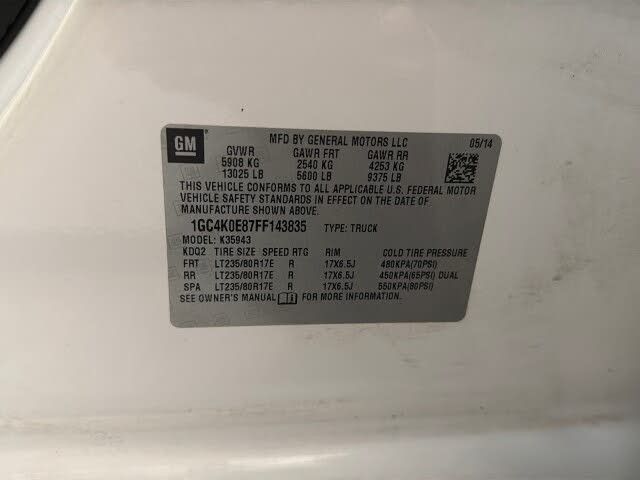 GM
MFD BY GENERAL MOTORS LLC 05/14
GVWR GAWR FRT GAWR RR
5908 KG 2540 KG 4253 KG
13025 LB 5600 LB 9375 LB
THIS VEHICLE CONFORMS TO ALL APPLICABLE U.S. FEDERAL MOTOR
VEHICLE SAFETY STANDARDS IN EFFECT ON THE DATE OF
MANUFACTURE SHOWN ABOVE.
1GC4K0E87FF143835 TYPE: TRUCK
MODEL: K35943
KDQ2 TIRE SIZE SPEED RTG RIM COLD TIRE PRESSURE
FRT LT235/80R17E R 17X6.5J 480KPA(70PSI)
RR LT235/80R17E R 17X6.5J 450KPA(65PSI) DUAL
SPA LT235/80R17E R 17X6.5J 550KPA(80PSI)
SEE OWNER'S MANUAL FOR MORE INFORMATION.